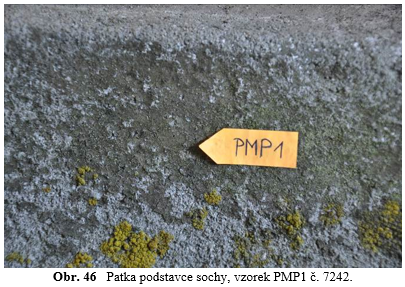 PMP1
Obr. 46 Patka podstavce sochy, vzorek PMP1 č. 7242.